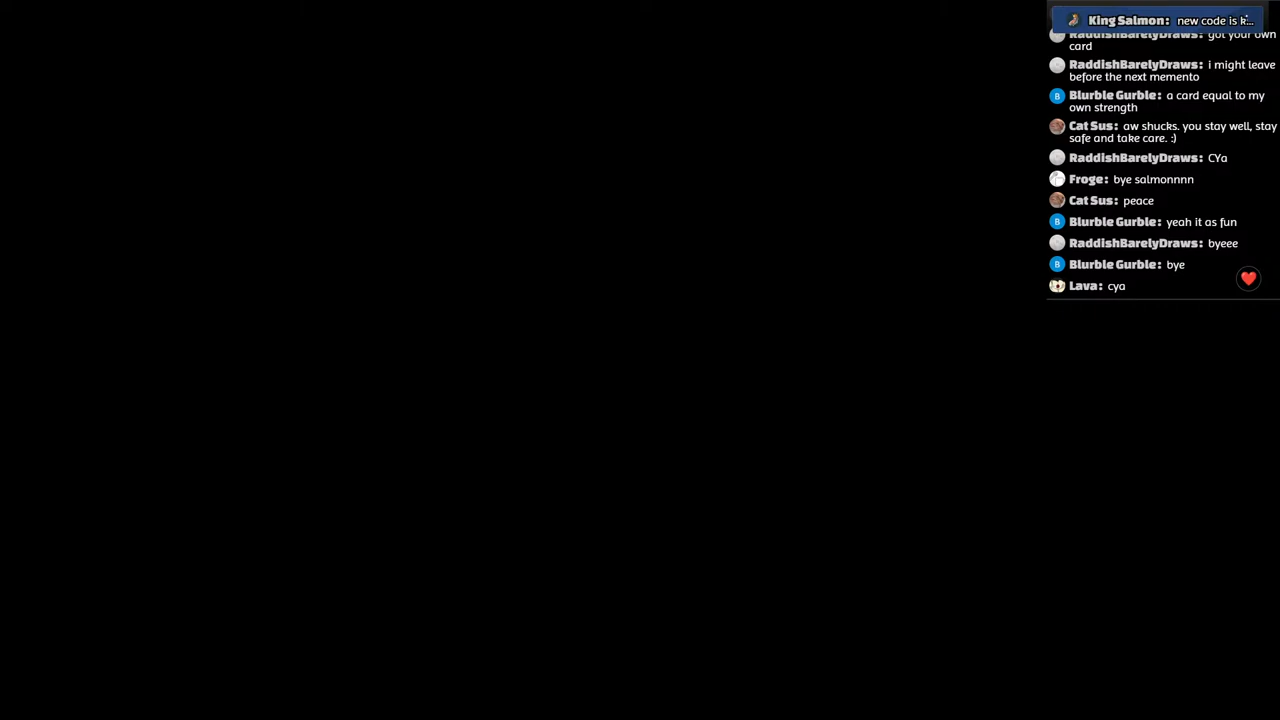 King Salmon: new code is k...
RaddishBarelyDraws: got your own
card
RaddishBarelyDraws: i might leave
before the next memento
B Blurble Gurble: a card equal to my
own strength
Cat Sus: aw shucks. you stay well, stay
safe and take care. :)
RaddishBarelyDraws: CYa
Froge: bye salmonnnn
Cat Sus: peace
B Blurble Gurble: yeah it as fun
RaddishBarelyDraws: byeee
B Blurble Gurble: bye
Lava: cya